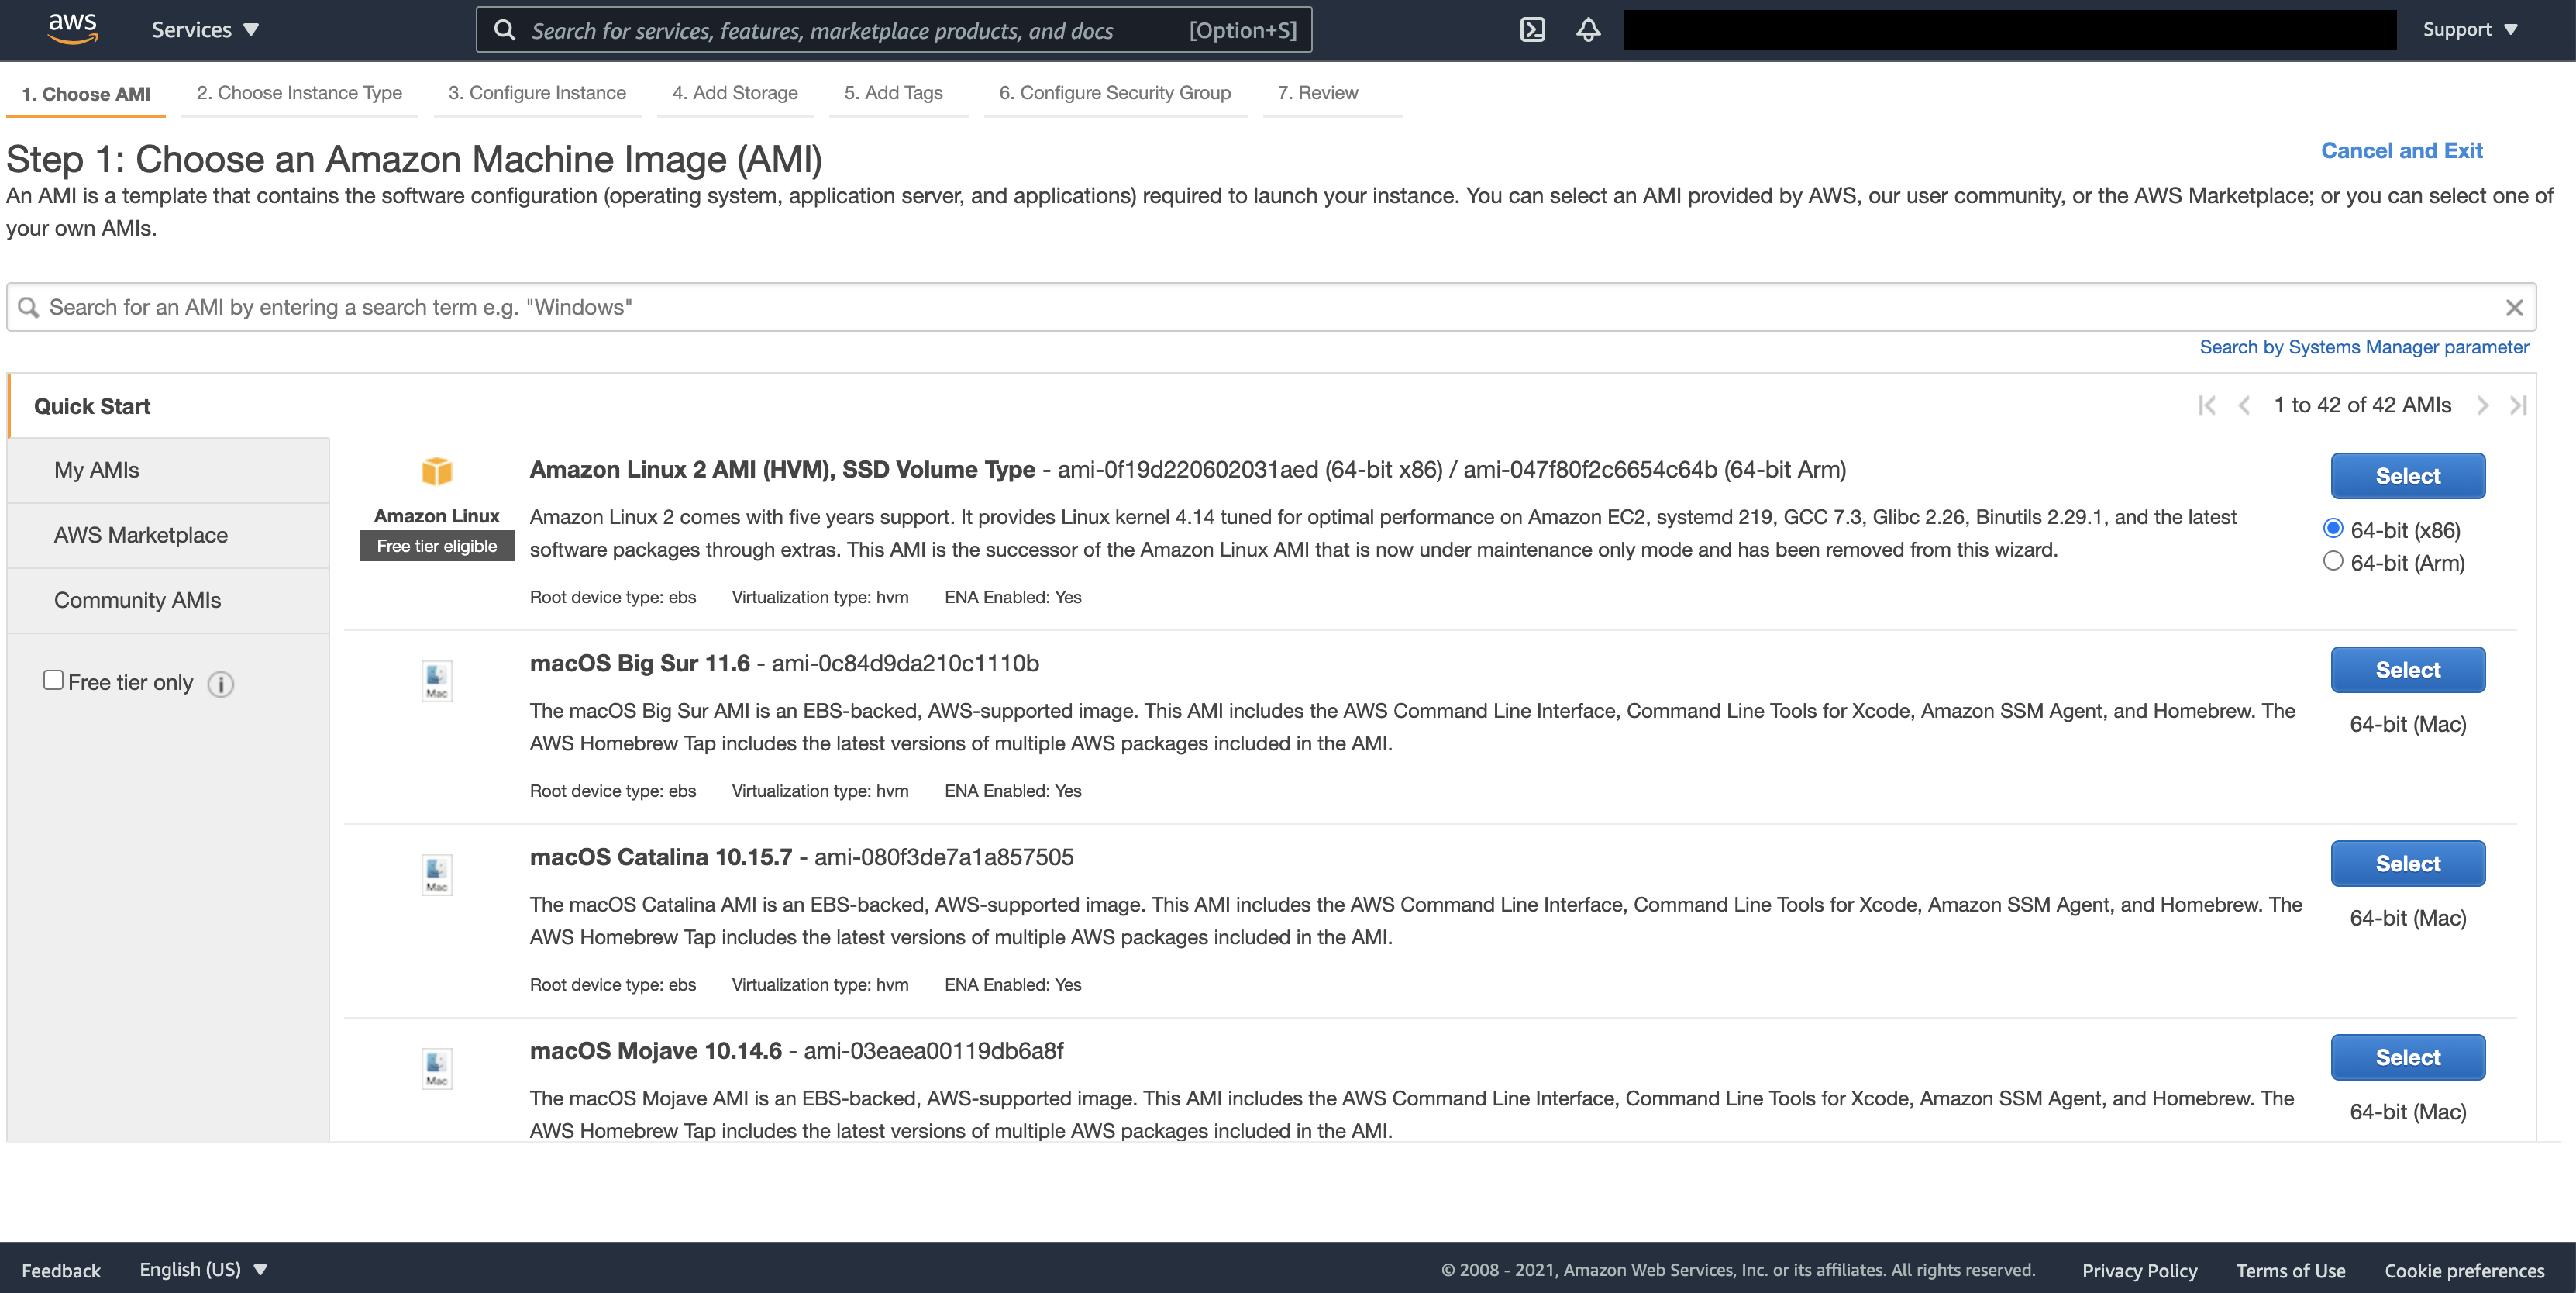 aws
Services
Search for services, features, marketplace products, and docs [Option+S]
Support
1. Choose AMI 2. Choose Instance Type 3. Configure Instance 4. Add Storage 5. Add Tags 6. Configure Security Group 7. Review
Step 1: Choose an Amazon Machine Image (AMI)
Cancel and Exit
An AMI is a template that contains the software configuration (operating system, application server, and applications) required to launch your instance. You can select an AMI provided by AWS, our user community, or the AWS Marketplace; or you can select one of
your own AMIs.
Search for an AMI by entering a search term e.g. "Windows"
Search by Systems Manager parameter
Quick Start
1 to 42 of 42 AMIs
My AMIs
AWS Marketplace
Community AMIs
Free tier only
Amazon Linux
Free tier eligible
Amazon Linux 2 AMI (HVM), SSD Volume Type - ami-0f19d220602031aed (64-bit x86) / ami-047f80f2c6654c64b (64-bit Arm)
Amazon Linux 2 comes with five years support. It provides Linux kernel 4.14 tuned for optimal performance on Amazon EC2, systemd 219, GCC 7.3, Glibc 2.26, Binutils 2.29.1, and the latest
software packages through extras. This AMI is the successor of the Amazon Linux AMI that is now under maintenance only mode and has been removed from this wizard.
Root device type: ebs Virtualization type: hvm ENA Enabled: Yes
Select
64-bit (x86)
64-bit (Arm)
Mac
macOS Big Sur 11.6 - ami-0c84d9da210c1110b
The macOS Big Sur AMI is an EBS-backed, AWS-supported image. This AMI includes the AWS Command Line Interface, Command Line Tools for Xcode, Amazon SSM Agent, and Homebrew. The
AWS Homebrew Tap includes the latest versions of multiple AWS packages included in the AMI.
Root device type: ebs Virtualization type: hvm ENA Enabled: Yes
Select
64-bit (Mac)
Mac
macOS Catalina 10.15.7 - ami-080f3de7a1a857505
The macOS Catalina AMI is an EBS-backed, AWS-supported image. This AMI includes the AWS Command Line Interface, Command Line Tools for Xcode, Amazon SSM Agent, and Homebrew. The
AWS Homebrew Tap includes the latest versions of multiple AWS packages included in the AMI.
Root device type: ebs Virtualization type: hvm ENA Enabled: Yes
Select
64-bit (Mac)
Mac
macOS Mojave 10.14.6 - ami-03eaea00119db6a8f
The macOS Mojave AMI is an EBS-backed, AWS-supported image. This AMI includes the AWS Command Line Interface, Command Line Tools for Xcode, Amazon SSM Agent, and Homebrew. The
AWS Homebrew Tap includes the latest versions of multiple AWS packages included in the AMI.
Select
64-bit (Mac)
Feedback English (US) © 2008 - 2021, Amazon Web Services, Inc. or its affiliates. All rights reserved. Privacy Policy Terms of Use Cookie preferences